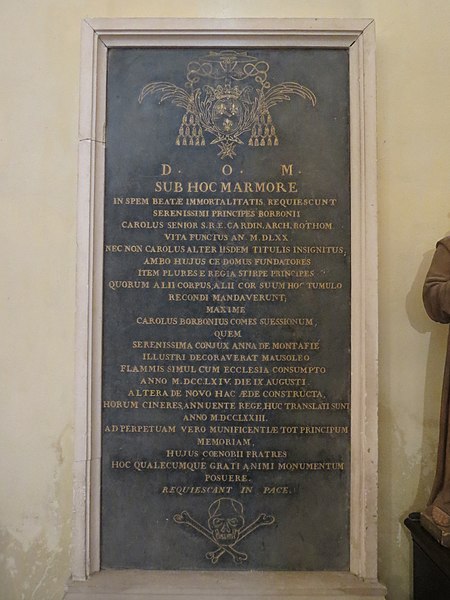 D. O. M.
SUB HOC MARMORE
IN SPEM BEATÆ IMMORTALITATIS. REQUIESCUNT
SERENISSIMI PRINCIPES BORBONII
CAROLUS SENIOR S.R.E. CARDIN. ARCH. ROTHOM.
VITA FUNCTUS AN. M.DLXX.
NEC NON CAROLUS ALTER IISDEM TITULIS INSIGNITUS,
AMBO HUJUSCE DOMUS FUNDATORES
ITEM PLURES E REGIA STIRPE PRINCIPES
QUORUM ALII CORPUS, ALII COR SUUM HOC TUMULO
RECONDI MANDAVERUNT;
MAXIME
CAROLUS BORBONIUS COMES SUESSIONUM,
QUEM
SERENISSIMA CONJUX ANNA DE MONTAFIE
ILLUSTRI DECORAVERAT MAUSOLEO
FLAMMIS SIMUL CUM ECCLESIA CONSUMPTO
ANNO M.DCC.LXIV. DIE IX AUGUSTI.
ALTERA DE NOVO HAC ÆDE CONSTRUCTA,
HORUM CINERES, ANNUENTE REGE, HUC TRANSLATI SUNT
ANNO M.DCCLXXIII.
AD PERPETUAM VERO MUNIFICENTIÆ TOT PRINCIPUM
MEMORIAM,
HUJUS CŒNOBII FRATRES
HOC QUALECUMQUE GRATI ANIMI MONUMENTUM
POSUERE.
REQUIESCANT IN PACE.